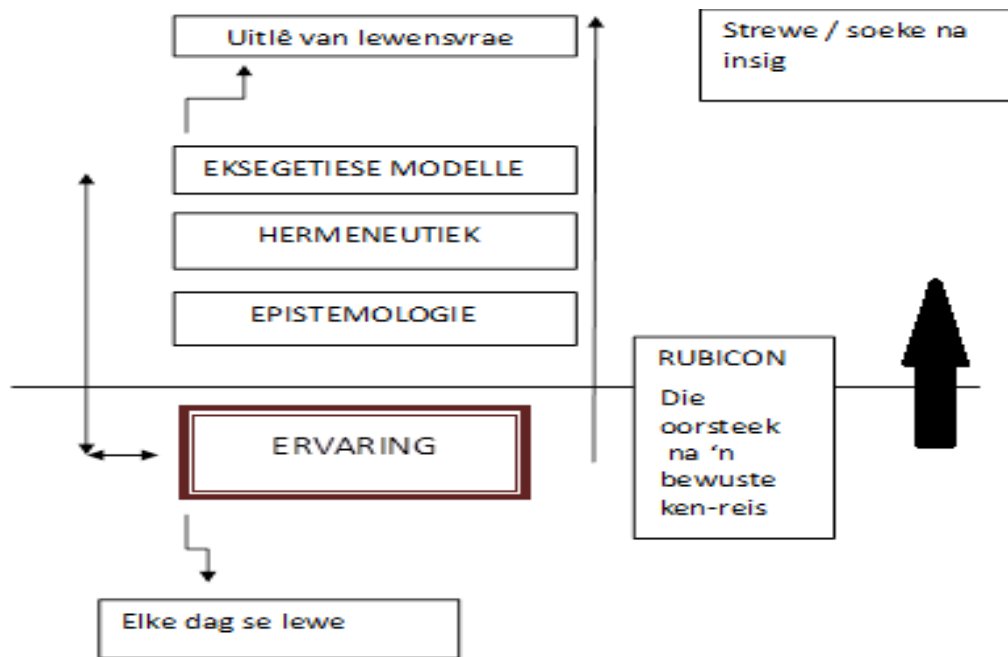 Uitlê van lewensvrae
Strewe / soeke na
insig
EKSEGETIESE MODELLE
HERMENEUTIEK
EPISTEMOLOGIE
RUBICON
Die
oorsteek
na ‘n
bewuste
ken-reis
ERVARING
Elke dag se lewe